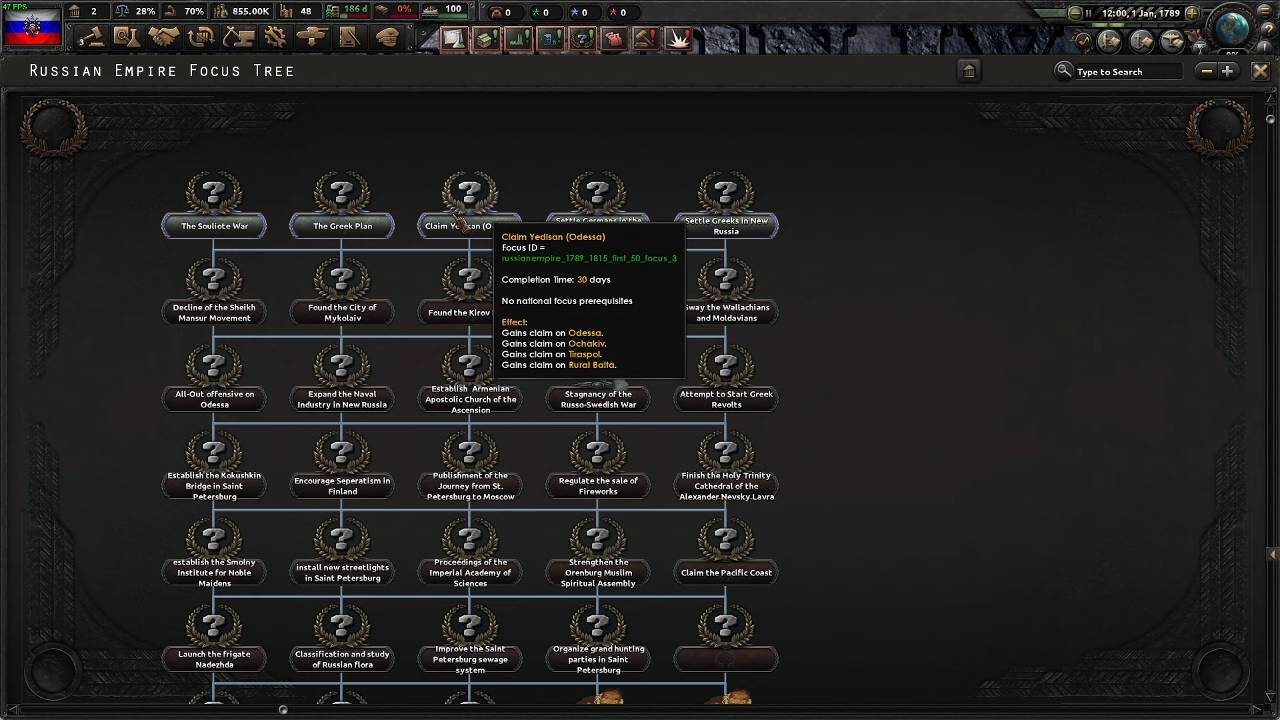 47 FPS
2
28%
70%
855.00K
48
186 d
0%
100
0
0
0
0
12:00, 1 Jan, 1789
3
Russian Empire Focus Tree
Type to Search
The Souliote War
The Greek Plan
Settle Greeks in New
Russia
Claim Yedisan (Odessa)
Focus ID =
russianempire_1789_1815_first_50_focus_3
Completion Time: 30 days
No national focus prerequisites
Effect:
Gains claim on Odessa.
Gains claim on Ochakiv.
Gains claim on Tiraspol.
Gains claim on Rural Balta.
Decline of the Sheikh
Mansur Movement
Found the City of
Mykolaiv
Found the Kirov
Sway the Wallachians
and Moldavians
All-Out offensive on
Odessa
Expand the Naval
Industry in New Russia
Establish Armenian
Apostolic Church of the
Ascension
Stagnancy of the
Russo-Swedish War
Attempt to Start Greek
Revolts
Establish the Kokushkin
Bridge in Saint
Petersburg
Encourage Seperatism in
Finland
Publishment of the
Journey from St.
Petersburg to Moscow
Regulate the sale of
Fireworks
Finish the Holy Trinity
Cathedral of the
Alexander Nevsky Lavra
establish the Smolny
Institute for Noble
Maidens
install new streetlights
in Saint Petersburg
Proceedings of the
Imperial Academy of
Sciences
Strengthen the
Orenburg Muslim
Spiritual Assembly
Claim the Pacific Coast
Launch the frigate
Nadezhda
Classification and study
of Russian flora
Improve the Saint
Petersburg sewage
system
Organize grand hunting
parties in Saint
Petersburg